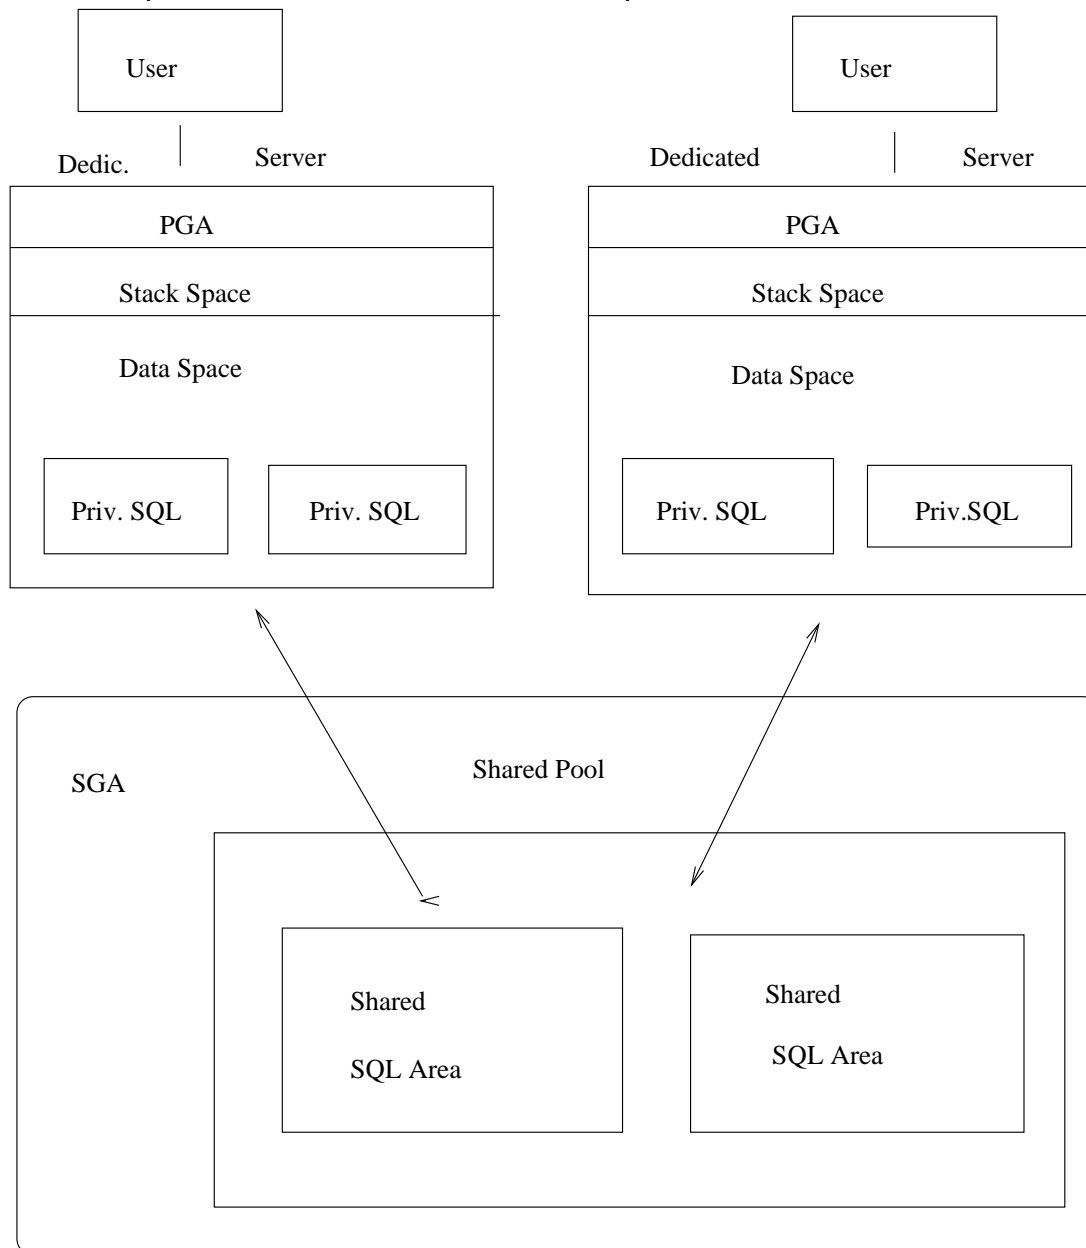 User
User
Dedic.
Server
Dedicated
Server
PGA
PGA
Stack Space
Stack Space
Data Space
Data Space
Priv. SQL
Priv. SQL
Priv. SQL
Priv.SQL
SGA
Shared Pool
Shared
SQL Area
Shared
SQL Area